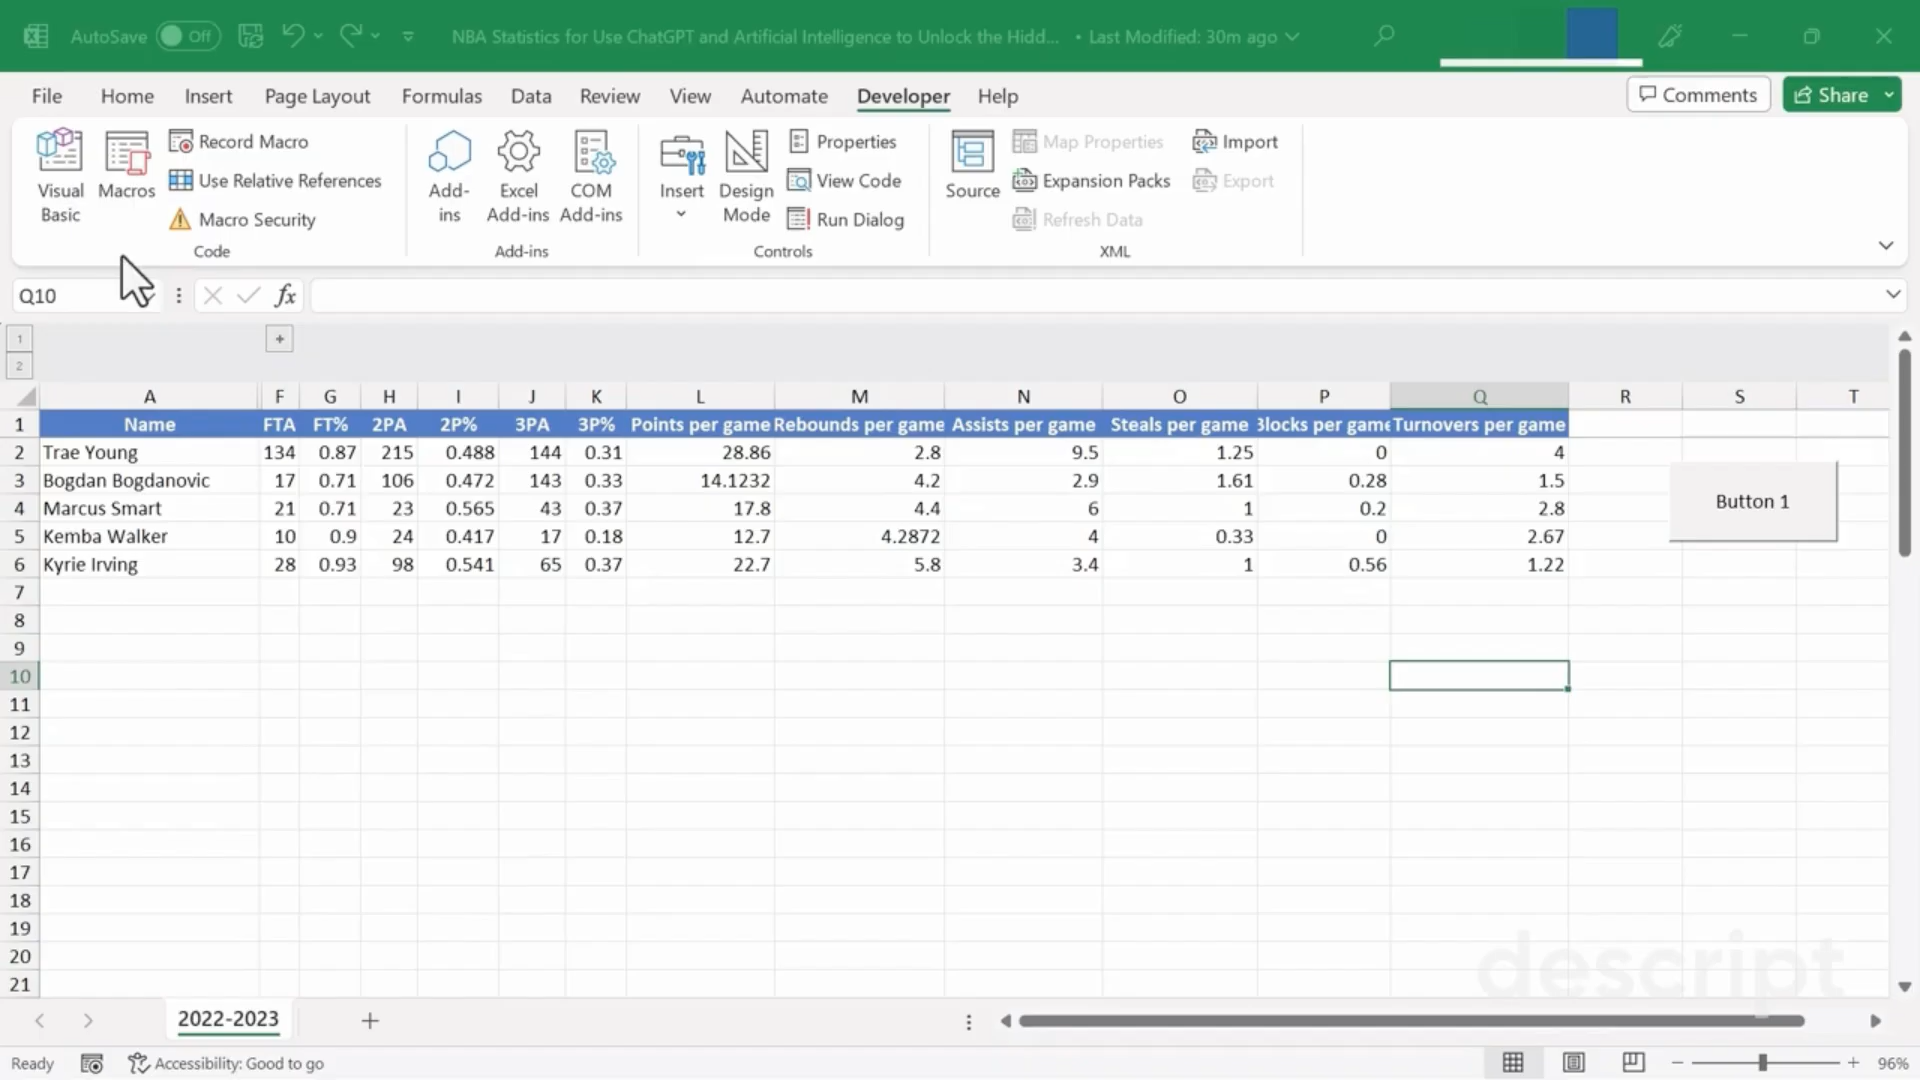 AutoSave Off NBA Statistics for Use ChatGPT and Artificial Intelligence to Unlock the Hidd... • Last Modified: 30m ago
File Home Insert Page Layout Formulas Data Review View Automate Developer Help Comments Share
Visual Basic
Macros
Record Macro
Use Relative References
Macro Security
Code
Add-ins
Excel Add-ins
COM Add-ins
Add-ins
Insert
Design Mode
Properties
View Code
Run Dialog
Controls
Source
Map Properties
Expansion Packs
Refresh Data
Import
Export
XML
Q10 fx
1
2
+
A F G H I J K L M N O P Q R S T
1 Name FTA FT% 2PA 2P% 3PA 3P% Points per game Rebounds per game Assists per game Steals per game Blocks per game Turnovers per game
2 Trae Young 134 0.87 215 0.488 144 0.31 28.86 2.8 9.5 1.25 0 4
3 Bogdan Bogdanovic 17 0.71 106 0.472 143 0.33 14.1232 4.2 2.9 1.61 0.28 1.5
4 Marcus Smart 21 0.71 23 0.565 43 0.37 17.8 4.4 6 1 0.2 2.8
5 Kemba Walker 10 0.9 24 0.417 17 0.18 12.7 4.2872 4 0.33 0 2.67
6 Kyrie Irving 28 0.93 98 0.541 65 0.37 22.7 5.8 3.4 1 0.56 1.22
Button 1
7
8
9
10
11
12
13
14
15
16
17
18
19
20
21
descript
2022-2023
Ready Accessibility: Good to go 96%